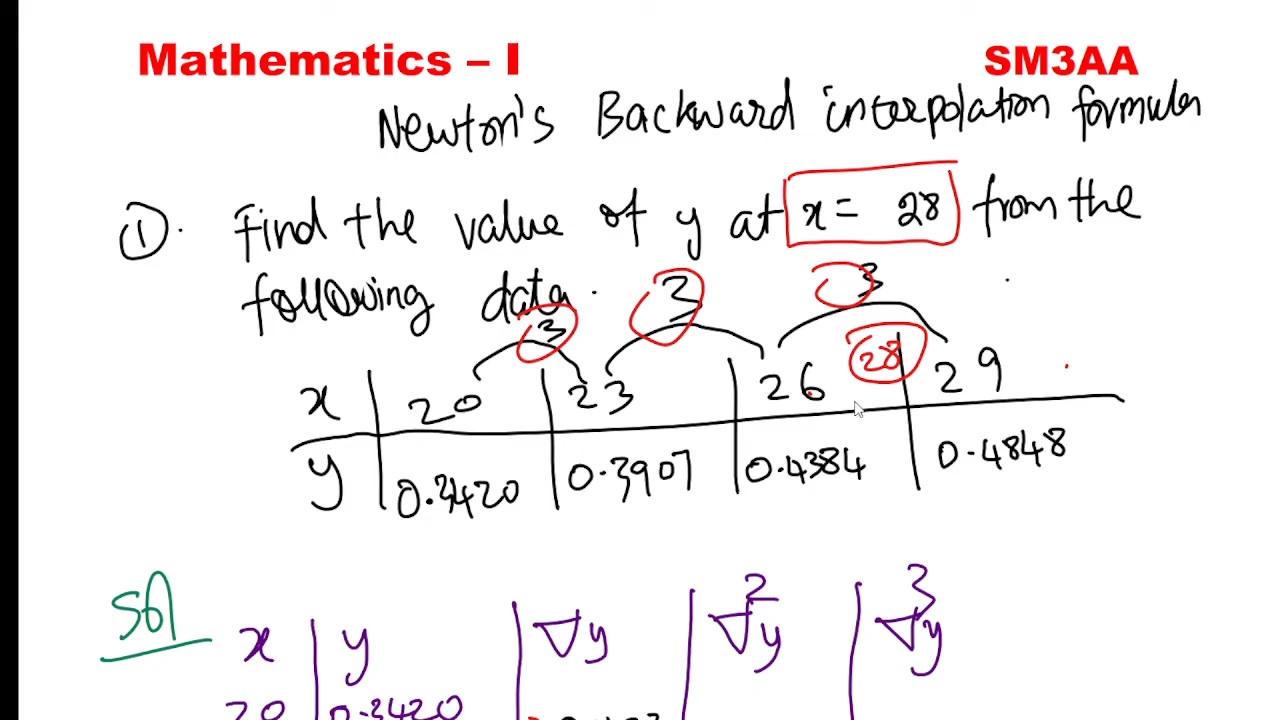 Mathematics – I SM3AA
Newton's Backward interpolation formula
①. Find the value of y at x = 28 from the
following data.
3 3 3
28
x 20 23 26 29
y 0.3420 0.3907 0.4384 0.4848
Sol
x y ∇y ∇²y ∇³y
20 0.3420